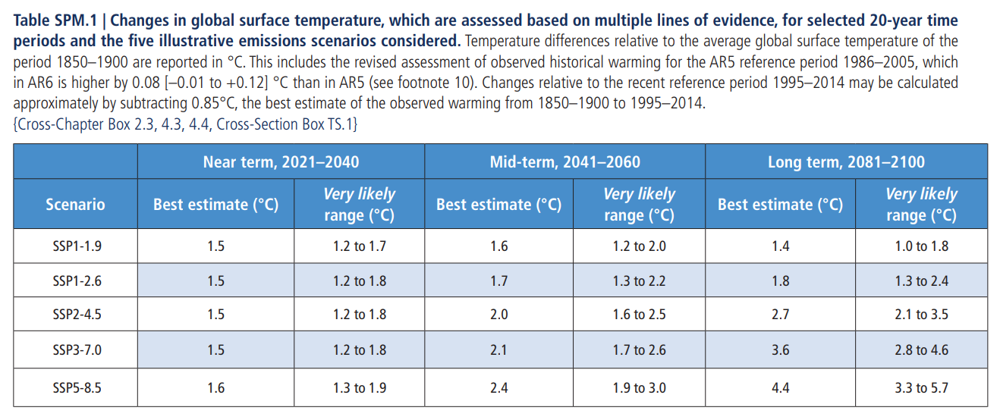 Table SPM.1 | Changes in global surface temperature, which are assessed based on multiple lines of evidence, for selected 20-year time
periods and the five illustrative emissions scenarios considered. Temperature differences relative to the average global surface temperature of the
period 1850–1900 are reported in °C. This includes the revised assessment of observed historical warming for the AR5 reference period 1986–2005, which
in AR6 is higher by 0.08 [–0.01 to +0.12] °C than in AR5 (see footnote 10). Changes relative to the recent reference period 1995–2014 may be calculated
approximately by subtracting 0.85°C, the best estimate of the observed warming from 1850–1900 to 1995–2014.
{Cross-Chapter Box 2.3, 4.3, 4.4, Cross-Section Box TS.1}
Near term, 2021–2040 Mid-term, 2041–2060 Long term, 2081–2100
Scenario Best estimate (°C) Very likely range (°C) Best estimate (°C) Very likely range (°C) Best estimate (°C) Very likely range (°C)
SSP1-1.9 1.5 1.2 to 1.7 1.6 1.2 to 2.0 1.4 1.0 to 1.8
SSP1-2.6 1.5 1.2 to 1.8 1.7 1.3 to 2.2 1.8 1.3 to 2.4
SSP2-4.5 1.5 1.2 to 1.8 2.0 1.6 to 2.5 2.7 2.1 to 3.5
SSP3-7.0 1.5 1.2 to 1.8 2.1 1.7 to 2.6 3.6 2.8 to 4.6
SSP5-8.5 1.6 1.3 to 1.9 2.4 1.9 to 3.0 4.4 3.3 to 5.7